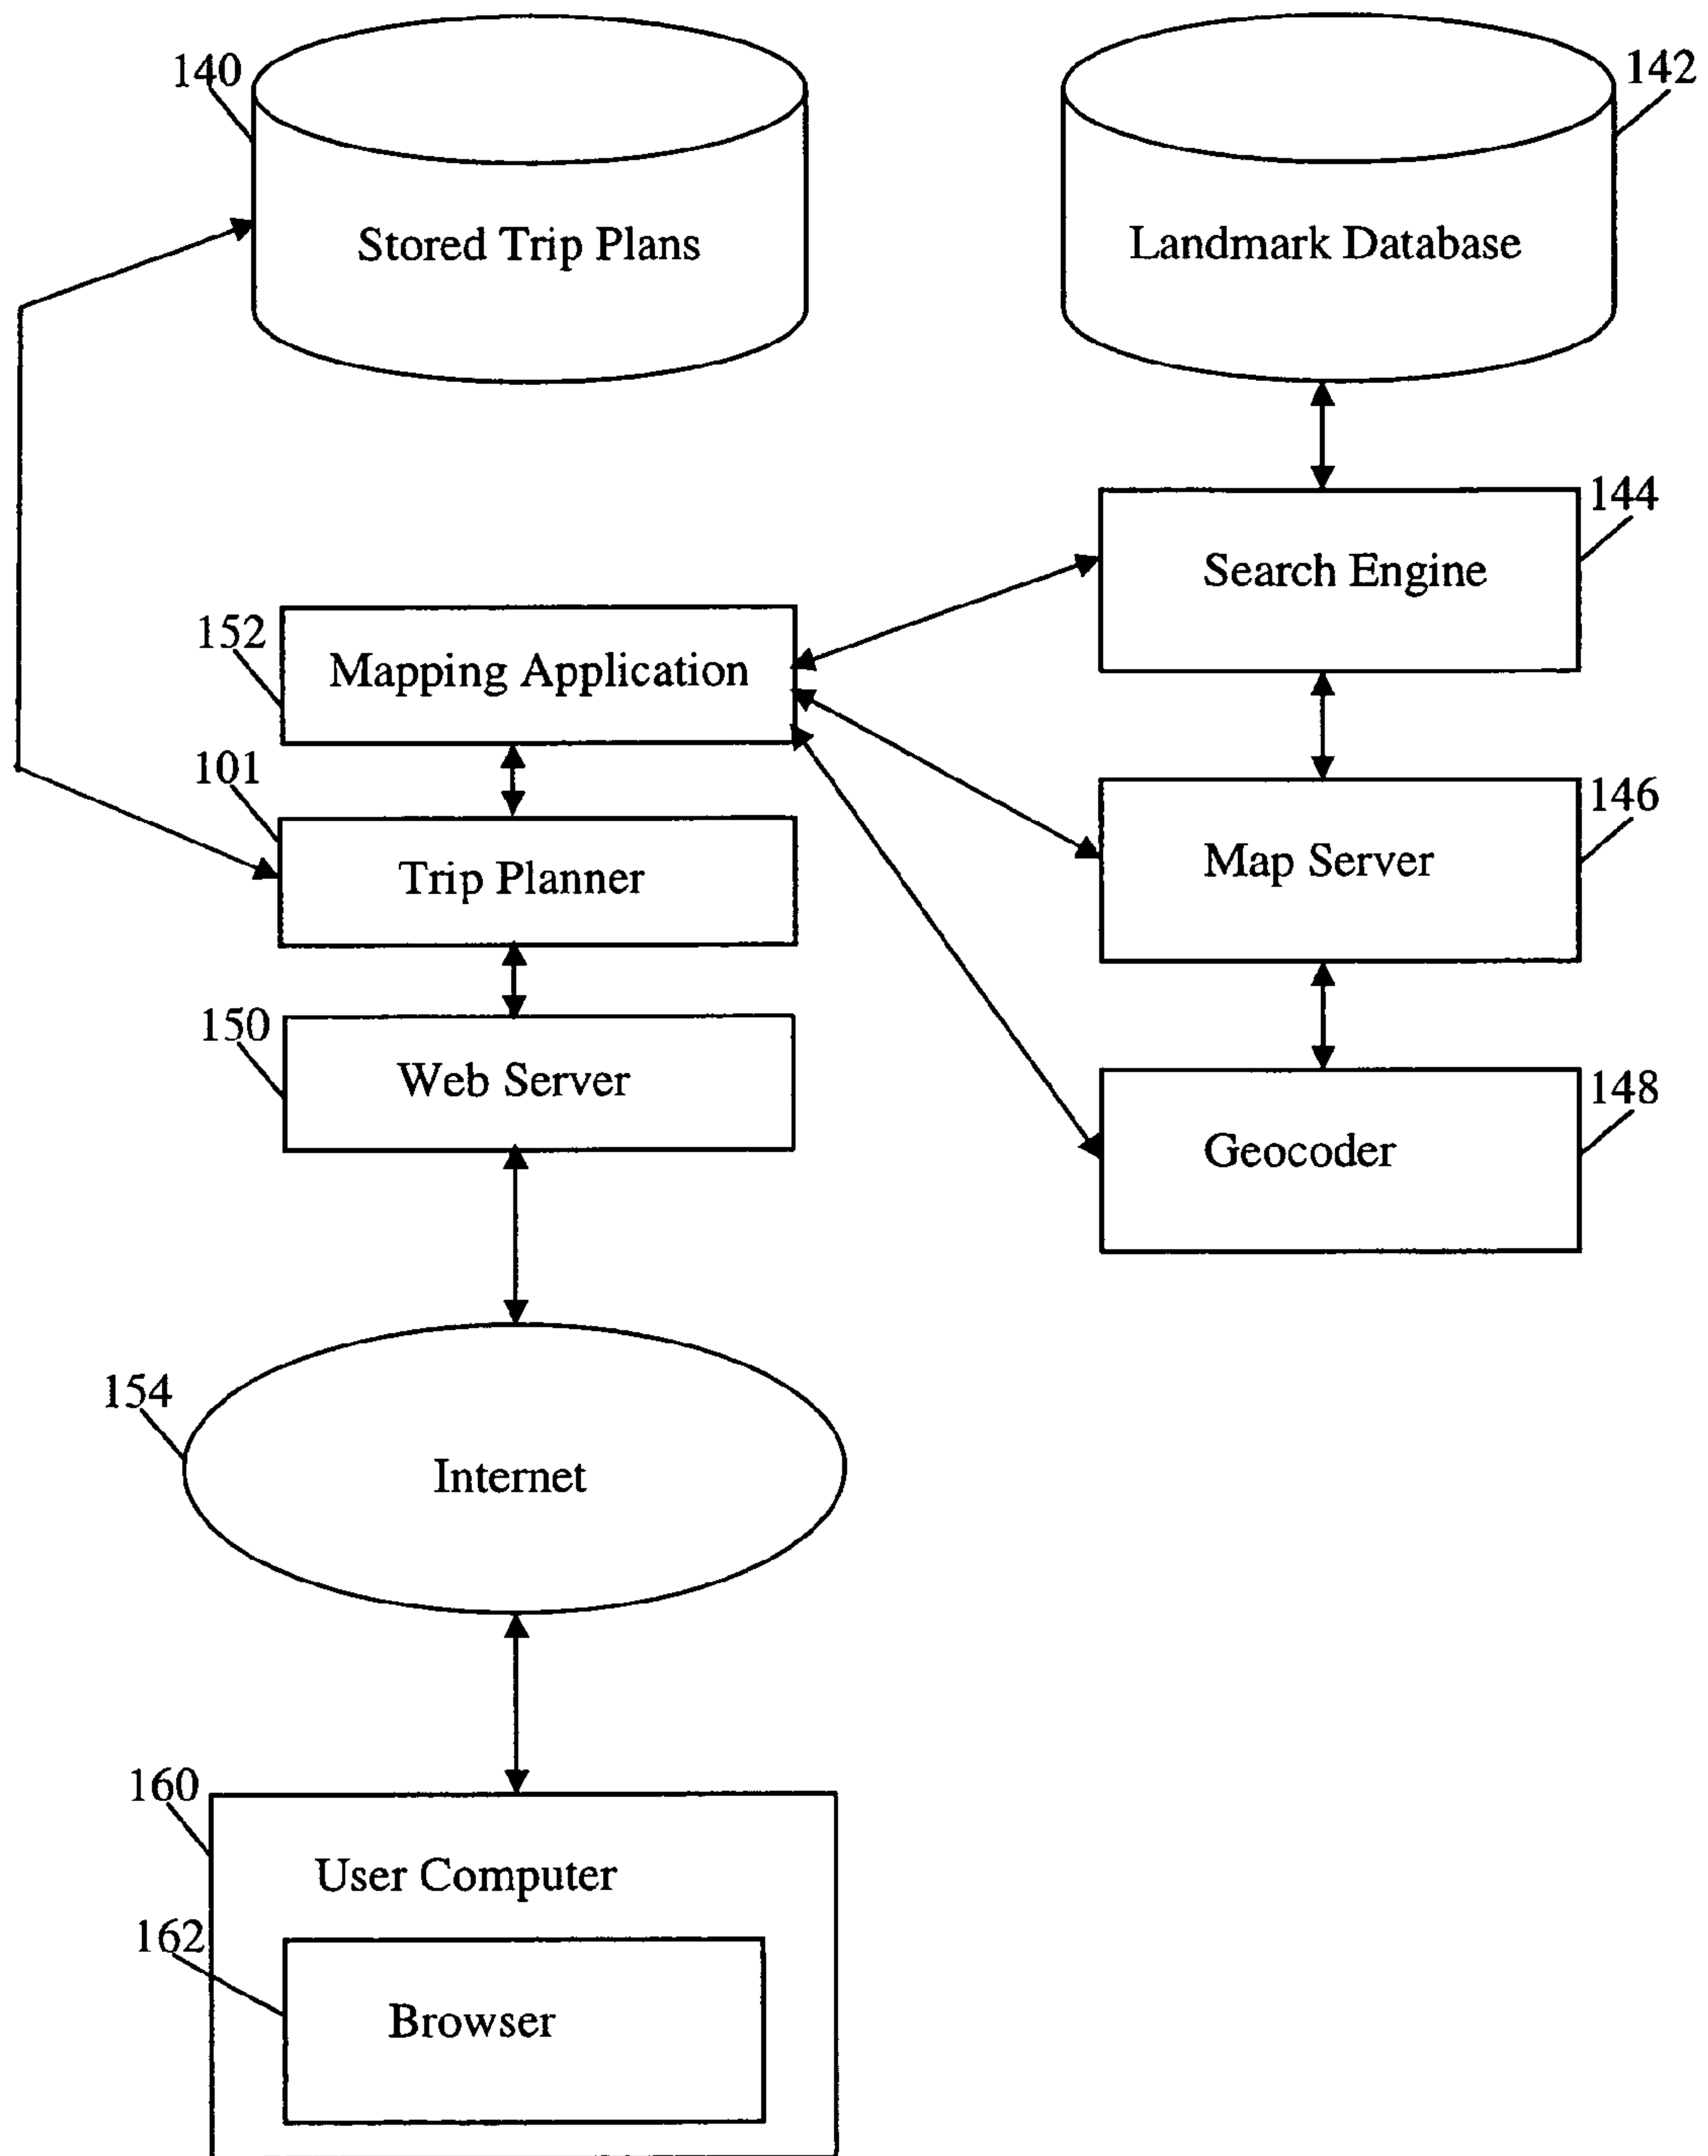 140
Stored Trip Plans
142
Landmark Database
144
Search Engine
152
Mapping Application
101
Trip Planner
146
Map Server
150
Web Server
148
Geocoder
154
Internet
160
User Computer
162
Browser